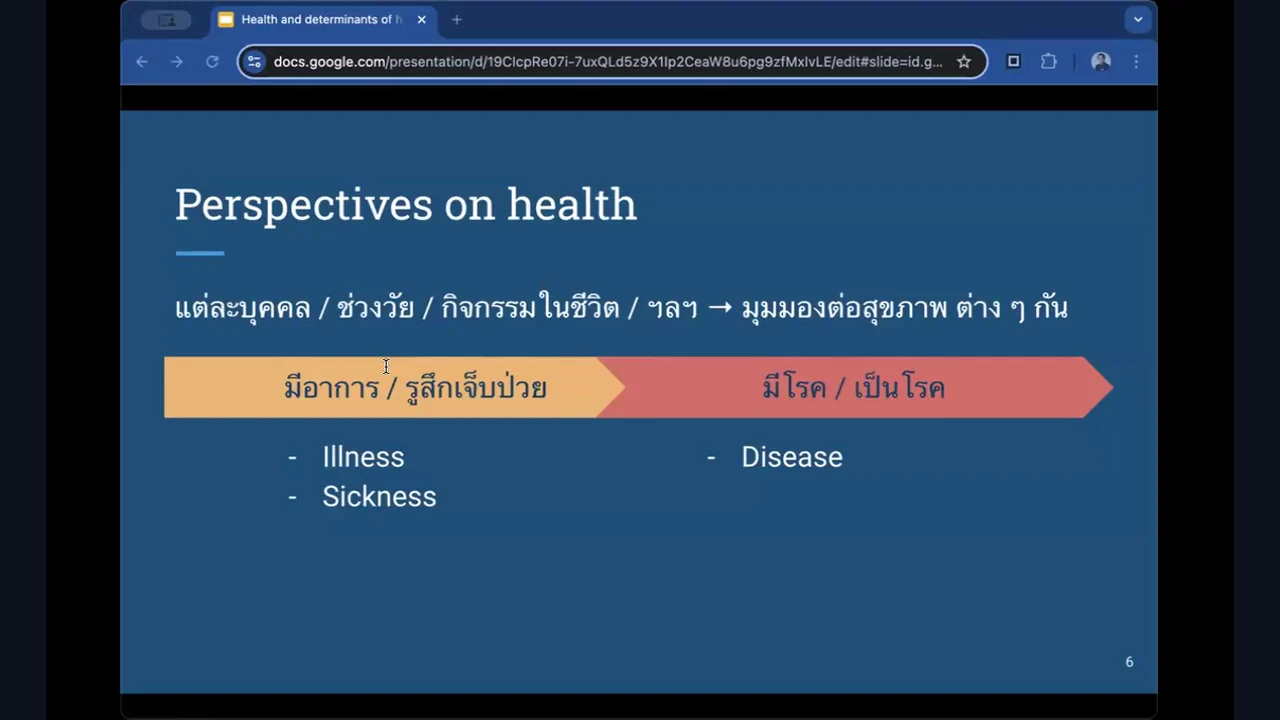 Health and determinants of h
docs.google.com/presentation/d/19ClcpRe07i-7uxQLd5z9X1lp2CeaW8u6pg9zfMxlvLE/edit#slide=id.g...
Perspectives on health
แต่ละบุคคล / ช่วงวัย / กิจกรรมในชีวิต / ฯลฯ → มุมมองต่อสุขภาพ ต่าง ๆ กัน
มีอาการ / รู้สึกเจ็บป่วย
มีโรค / เป็นโรค
- Illness
- Sickness
- Disease
6